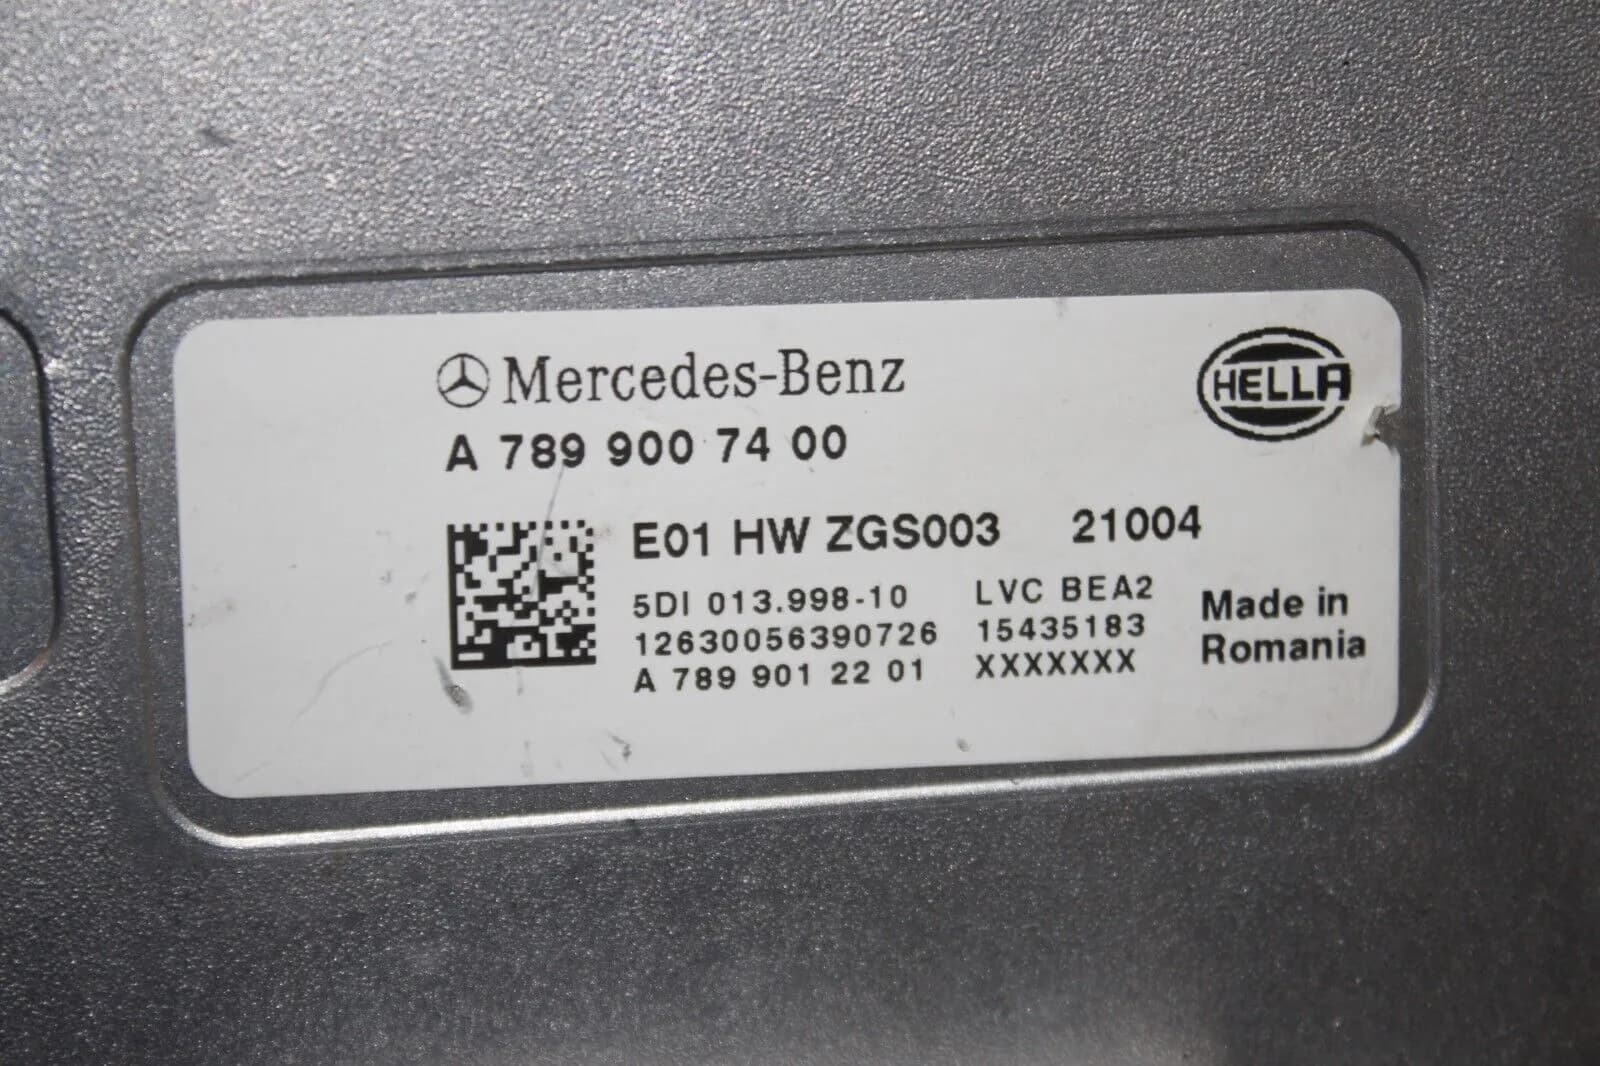 Mercedes-Benz
HELLA
A 789 900 74 00
E01 HW ZGS003 21004
5DI 013.998-10 LVC BEA2
12630056390726 15435183
A 789 901 22 01 XXXXXXX
Made in
Romania